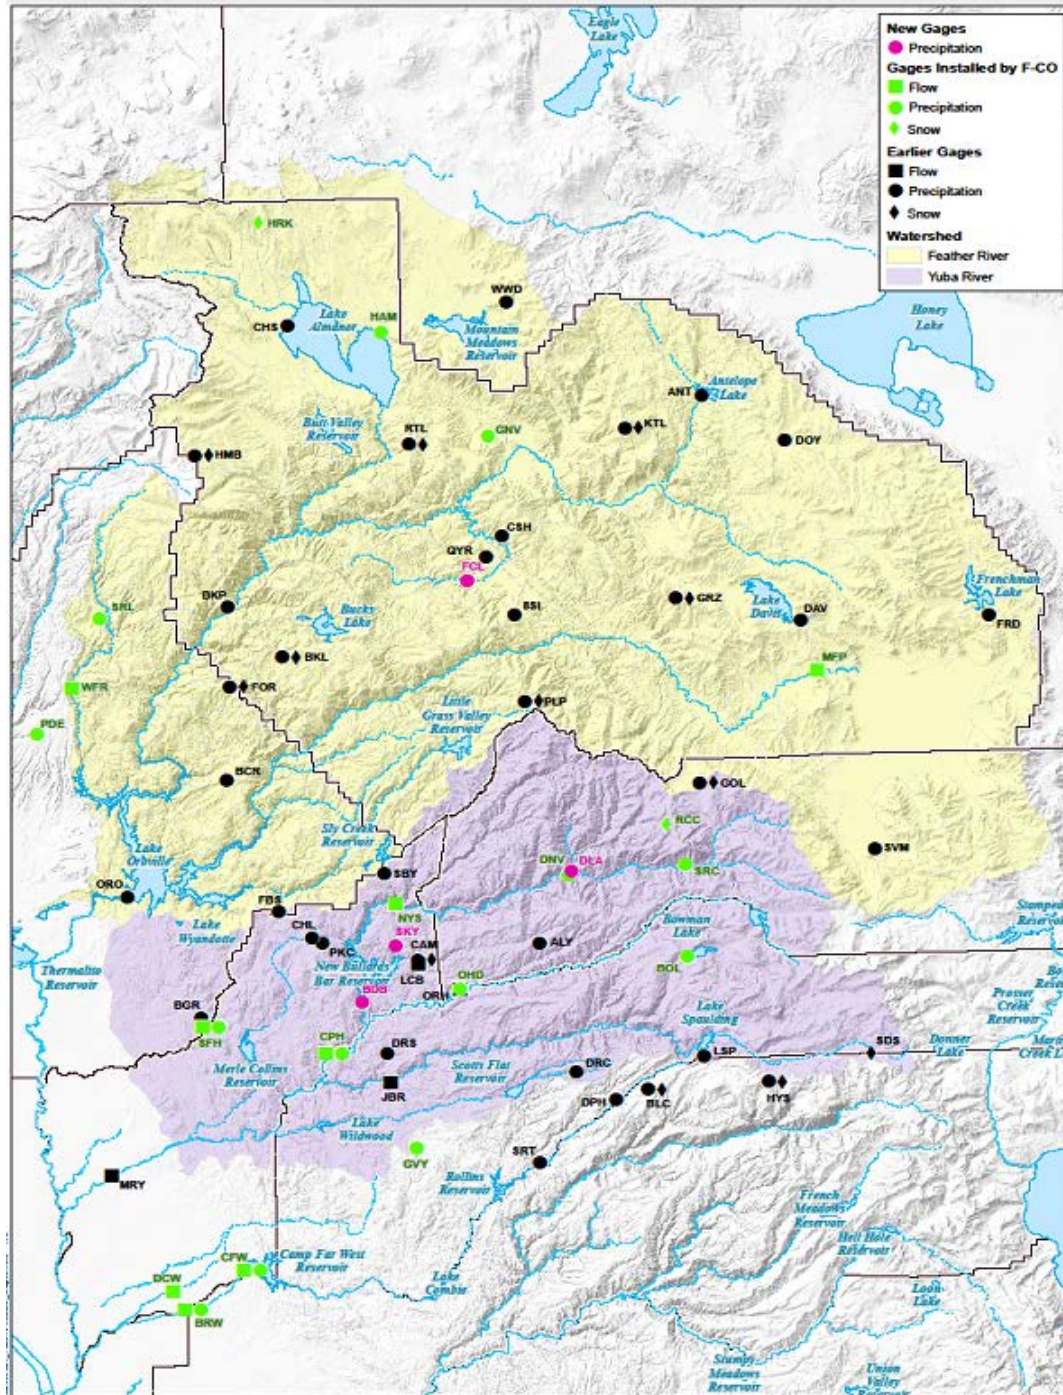 Eagle
Lake
New Gages
Precipitation
Gages Installed by F-CO
Flow
Precipitation
Snow
Earlier Gages
Flow
Precipitation
Snow
Watershed
Feather River
Yuba River
HRK
WWD
Lake
Almanor
HAM
CHS
Mountain
Meadows
Reservoir
Honey
Lake
ANT
Antelope
Lake
Butt Valley
Reservoir
RTL
GNV
KTL
DOY
HMB
CSH
QYR
FCL
Frenchman
Lake
BKP
Bucks
Lake
GRZ
Lake
Davis
DAV
FRD
SRL
BKL
MFP
WFR
FOR
PLP
PDE
Little
Grass Valley
Reservoir
BCR
GOL
Sly Creek
Reservoir
RCC
Lake
Oroville
SBY
DNV
DLA
SRC
SVM
ORO
FBS
NYS
Lake
Wyandotte
CHL
SKY
Bowman
Lake
PKC
CAM
ALY
New Bullards
Bar Reservoir
LCB
BOL
Thermalito
Reservoir
OHD
BDB
Prosser
Creek
Reservoir
BGR
Lake
Spaulding
SFH
CPH
DRS
LSP
SDS
Donner
Lake
Merle Collins
Reservoir
Scotts Flat
Reservoir
DRC
JBR
DPH
BLC
HYS
Lake
Wildwood
GVY
SRT
MRY
Rollins
Reservoir
French
Meadows
Reservoir
Hell Hole
Reservoir
CFW
Camp Far West
Reservoir
DCW
Lake
Combie
Loon
Lake
BRW
Stumpy
Meadows
Reservoir
Union
Valley